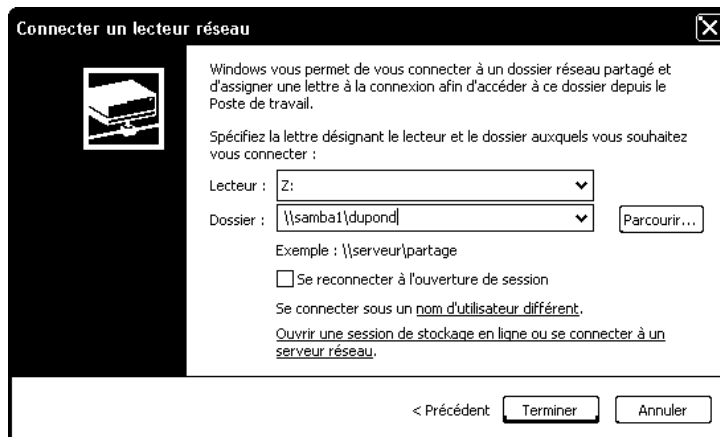 Connecter un lecteur réseau
Windows vous permet de vous connecter à un dossier réseau partagé et
d'assigner une lettre à la connexion afin d'accéder à ce dossier depuis le
Poste de travail.
Spécifiez la lettre désignant le lecteur et le dossier auxquels vous souhaitez
vous connecter :
Lecteur : Z:
Dossier : \\samba1\dupond Parcourir...
Exemple : \\serveur\partage
Se reconnecter à l'ouverture de session
Se connecter sous un nom d'utilisateur différent.
Ouvrir une session de stockage en ligne ou se connecter à un
serveur réseau.
< Précédent Terminer Annuler